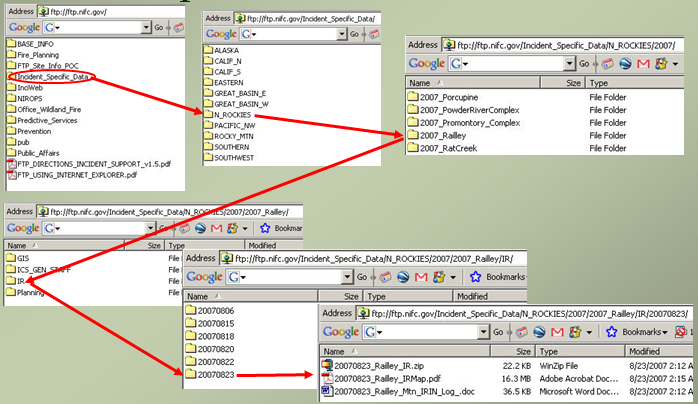 Address ftp://ftp.nifc.gov/
Google G Go
BASE_INFO
Fire_Planning
FTP_Site_Info_POC
Incident_Specific_Data
InciWeb
NIROPS
Office_Wildland_Fire
Predictive_Services
Prevention
pub
Public_Affairs
FTP_DIRECTIONS_INCIDENT_SUPPORT_v1.5.pdf
FTP_USING_INTERNET_EXPLORER.pdf
Address ftp://ftp.nifc.gov/Incident_Specific_Data/
Google G Go
ALASKA
CALIF_N
CALIF_S
EASTERN
GREAT_BASIN_E
GREAT_BASIN_W
N_ROCKIES
PACIFIC_NW
ROCKY_MTN
SOUTHERN
SOUTHWEST
Address ftp://ftp.nifc.gov/Incident_Specific_Data/N_ROCKIES/2007/
Google G Go
Name Size Type
2007_Porcupine File Folder
2007_PowderRiverComplex File Folder
2007_Promontory_Complex File Folder
2007_Railley File Folder
2007_RatCreek File Folder
Address ftp://ftp.nifc.gov/Incident_Specific_Data/N_ROCKIES/2007/2007_Railley/
Google G Go Bookmar
Name Size Type Modified
GIS File
ICS_GEN_STAFF File
IR File
Planning File
Address ftp://ftp.nifc.gov/Incident_Specific_Data/N_ROCKIES/2007/2007_Railley/IR/
Google G Go Bookmarks
Name Size Type Modified
20070806
20070815
20070818
20070820
20070822
20070823
Address ftp://ftp.nifc.gov/Incident_Specific_Data/N_ROCKIES/2007/2007_Railley/IR/20070823/
Google G Go Bookmarks 1
Name Size Type Modified
20070823_Railley_IR.zip 22.2 KB WinZip File 8/23/2007 2:12 A
20070823_Railley_IRMap.pdf 16.3 MB Adobe Acrobat Doc... 8/23/2007 2:15 A
20070823_Railley_Mtn_IRIN_Log_.doc 36.5 KB Microsoft Word Doc... 8/23/2007 2:12 A